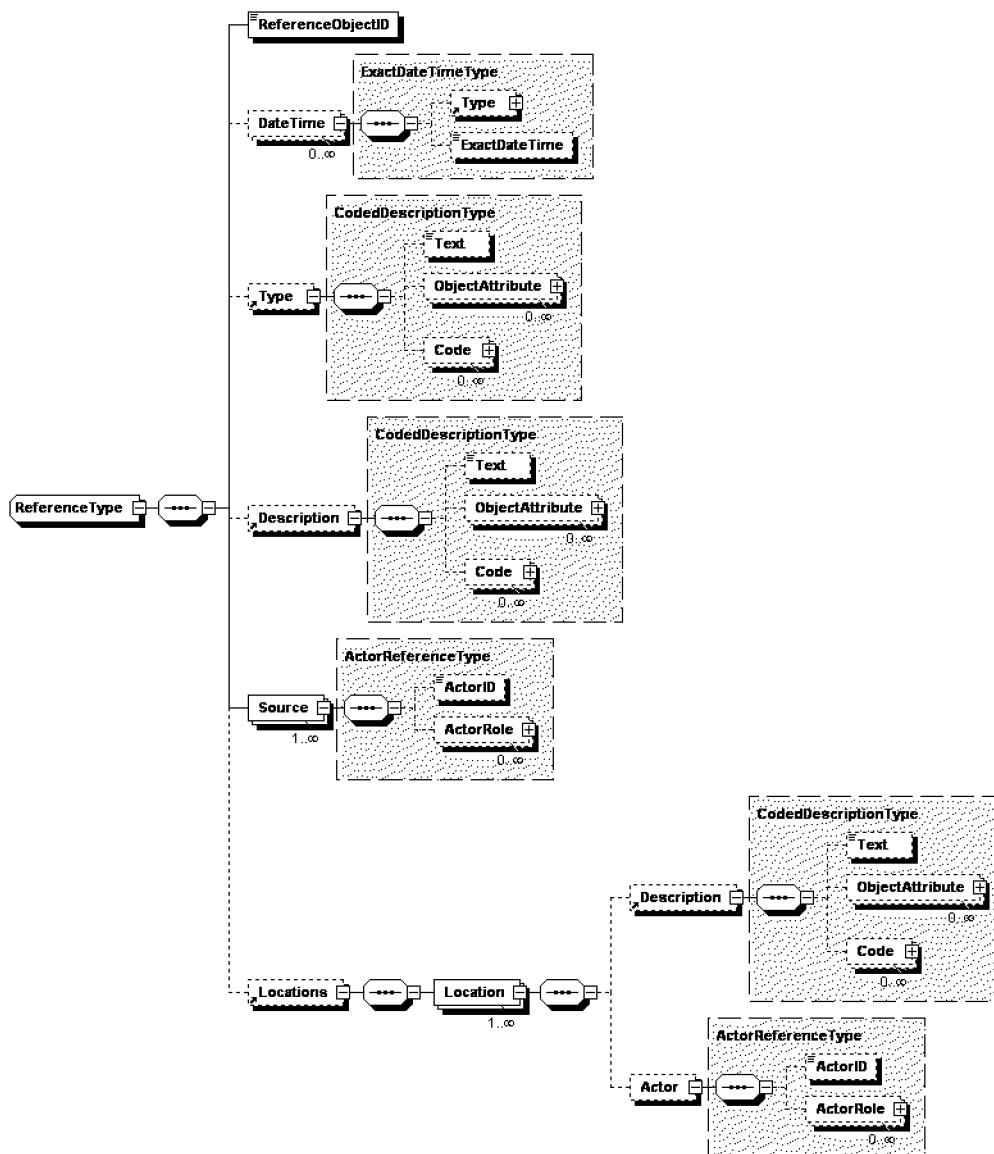 ReferenceObjectID
ExactDateTimeType
Type
DateTime
ExactDateTime
0..∞
CodedDescriptionType
Text
ObjectAttribute
Type
0..∞
Code
0..∞
CodedDescriptionType
Text
ObjectAttribute
ReferenceType
Description
0..∞
Code
0..∞
ActorReferenceType
ActorID
Source
ActorRole
1..∞
0..∞
CodedDescriptionType
Text
ObjectAttribute
Description
0..∞
Code
0..∞
Locations
Location
1..∞
ActorReferenceType
ActorID
Actor
ActorRole
0..∞